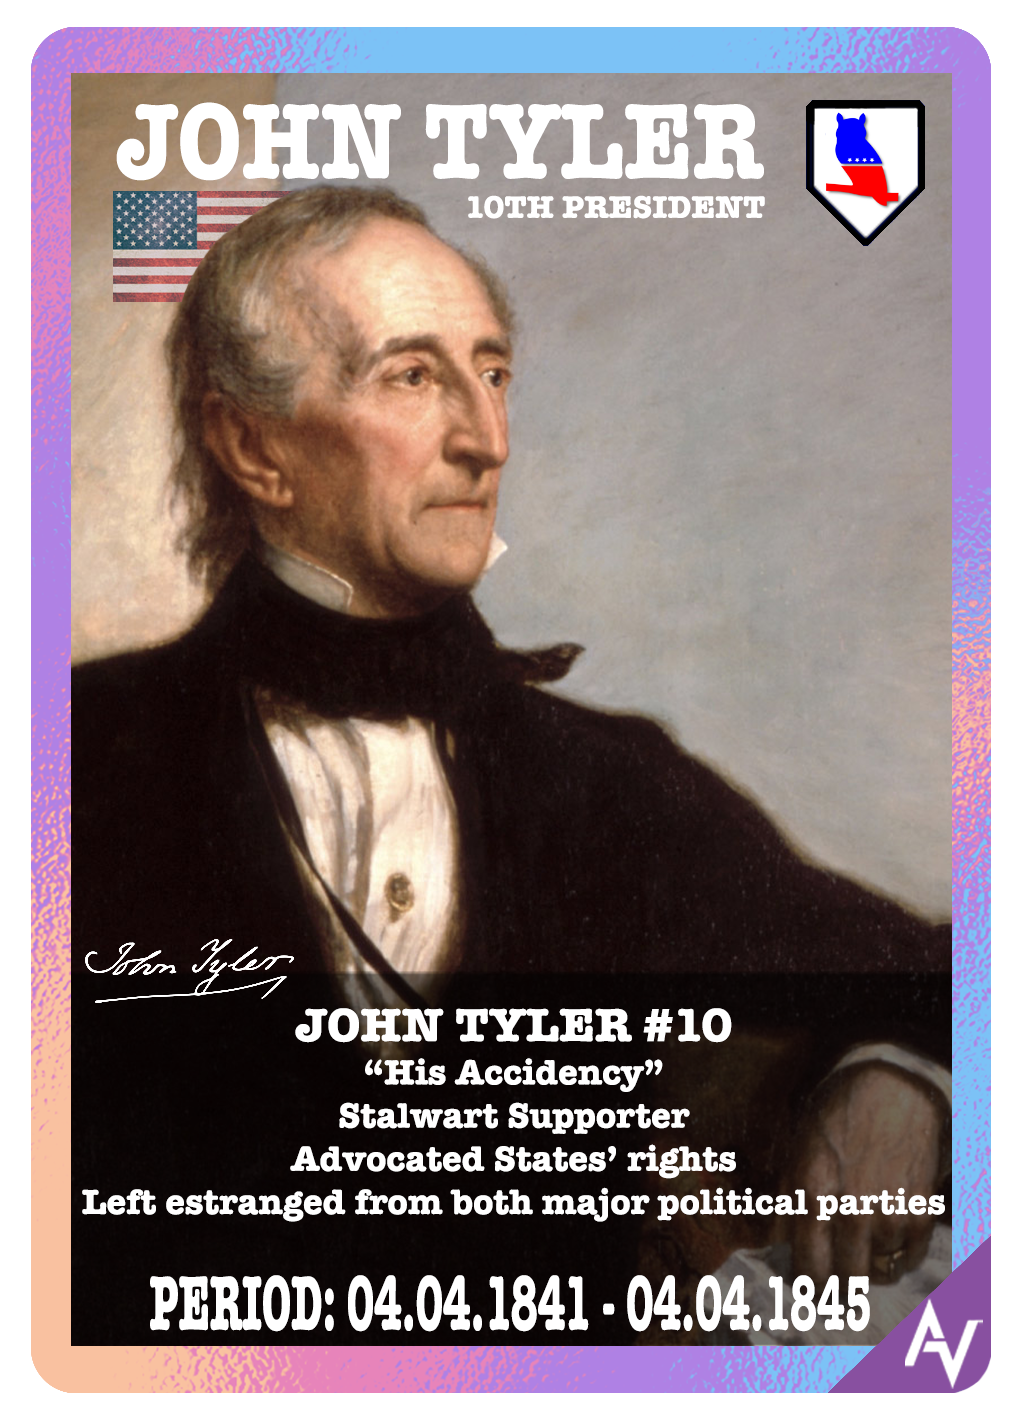 JOHN TYLER
10TH PRESIDENT
John Tyler
JOHN TYLER #10
“His Accidency”
Stalwart Supporter
Advocated States’ rights
Left estranged from both major political parties
PERIOD: 04.04.1841 - 04.04.1845
AV